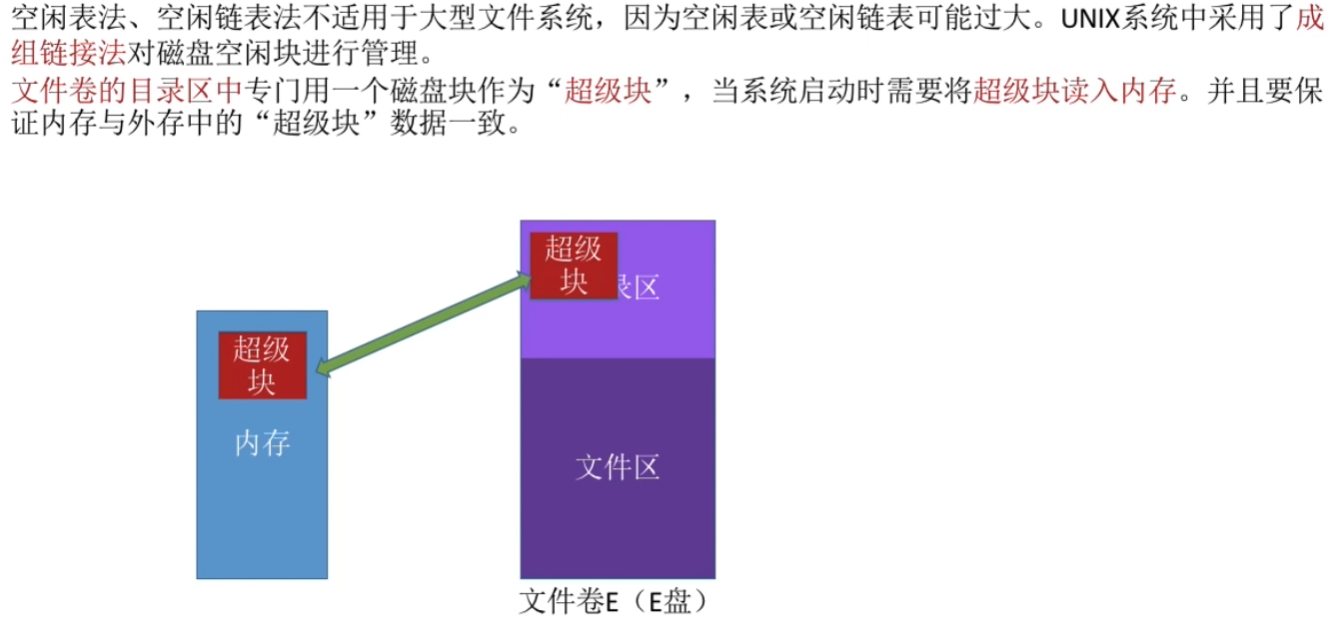 空闲表法、空闲链表法不适用于大型文件系统，因为空闲表或空闲链表可能过大。UNIX系统中采用了成
组链接法对磁盘空闲块进行管理。
文件卷的目录区中专门用一个磁盘块作为“超级块”，当系统启动时需要将超级块读入内存。并且要保
证内存与外存中的“超级块”数据一致。
超级
块
录区
超级
块
内存
文件区
文件卷E（E盘）